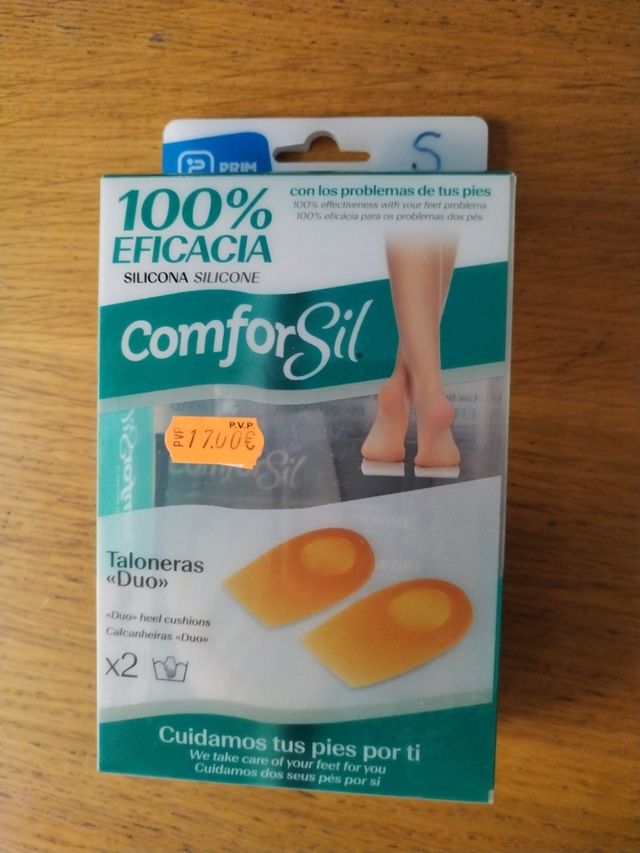 PRIM
S
100%
EFICACIA
SILICONA SILICONE
con los problemas de tus pies
100% effectiveness with your feet problems
100% eficácia para os problemas dos pés
ComforSil
P.V.P.
PVP 17.00€
ComforSil
Taloneras
«Duo»
«Duo» heel cushions
Calcanheiras «Duo»
x2
Cuidamos tus pies por ti
We take care of your feet for you
Cuidamos dos seus pés por si